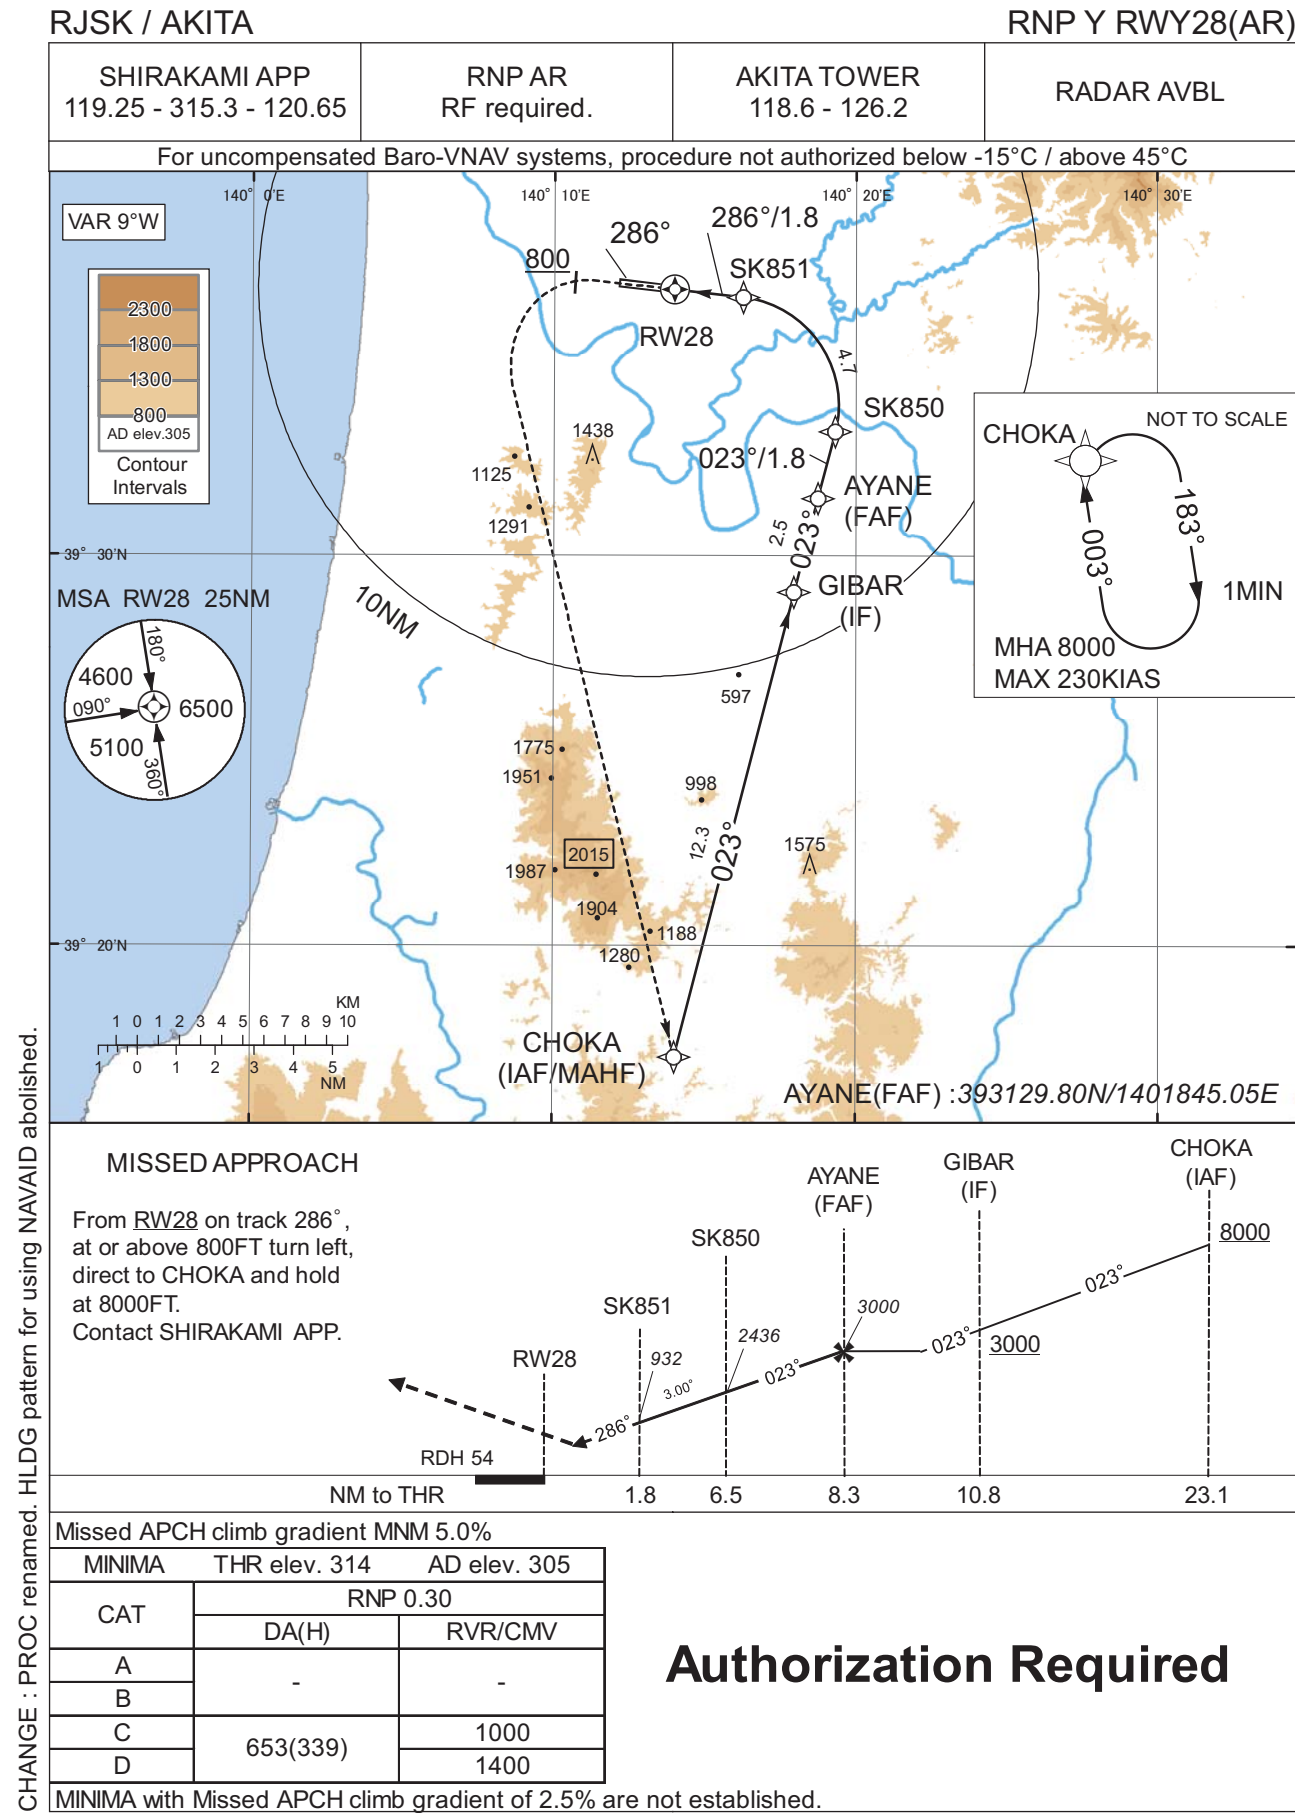 RJSK / AKITA
RNP Y RWY28(AR)
SHIRAKAMI APP
119.25 - 315.3 - 120.65
RNP AR
RF required.
AKITA TOWER
118.6 - 126.2
RADAR AVBL
For uncompensated Baro-VNAV systems, procedure not authorized below -15°C / above 45°C
140° 0'E
140° 10'E
140° 20'E
140° 30'E
VAR 9°W
2300
1800
1300
800
AD elev.305
Contour
Intervals
800
286°
286°/1.8
SK851
RW28
4.7
SK850
023°/1.8
AYANE
(FAF)
2.5
023°
GIBAR
(IF)
1438
1125
1291
10NM
39° 30'N
CHOKA
NOT TO SCALE
183°
003°
1MIN
MHA 8000
MAX 230KIAS
MSA RW28 25NM
180°
4600
090°
6500
5100
360°
597
1775
1951
998
12.3
023°
1575
2015
1987
1904
1188
1280
39° 20'N
KM
1 0 1 2 3 4 5 6 7 8 9 10
1 0 1 2 3 4 5
NM
CHOKA
(IAF/MAHF)
AYANE(FAF) :393129.80N/1401845.05E
MISSED APPROACH
From RW28 on track 286°,
at or above 800FT turn left,
direct to CHOKA and hold
at 8000FT.
Contact SHIRAKAMI APP.
CHOKA
(IAF)
GIBAR
(IF)
AYANE
(FAF)
SK850
SK851
RW28
8000
023°
3000
023°
3000
2436
023°
932
3.00°
286°
RDH 54
NM to THR
1.8
6.5
8.3
10.8
23.1
Missed APCH climb gradient MNM 5.0%
MINIMA THR elev. 314 AD elev. 305
CAT
RNP 0.30
DA(H)
RVR/CMV
A
B
-
-
C
D
653(339)
1000
1400
MINIMA with Missed APCH climb gradient of 2.5% are not established.
Authorization Required
CHANGE : PROC renamed. HLDG pattern for using NAVAID abolished.